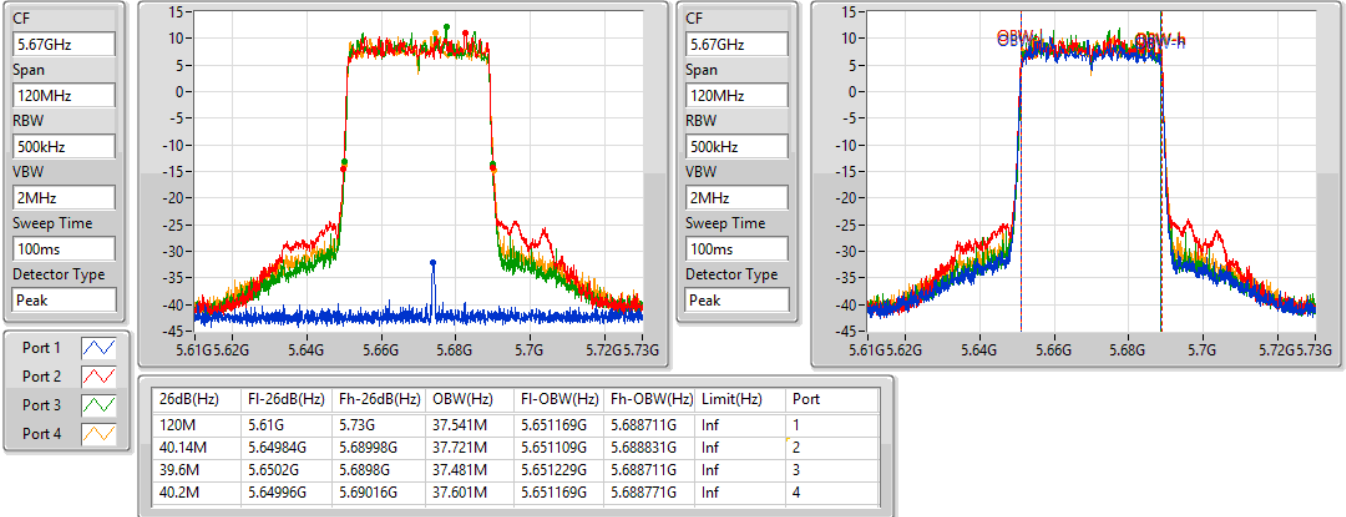 CF
5.67GHz
Span
120MHz
RBW
500kHz
VBW
2MHz
Sweep Time
100ms
Detector Type
Peak
15
10
5
0
-5
-10
-15
-20
-25
-30
-35
-40
-45
5.61G 5.62G 5.64G 5.66G 5.68G 5.7G 5.72G 5.73G
CF
5.67GHz
Span
120MHz
RBW
500kHz
VBW
2MHz
Sweep Time
100ms
Detector Type
Peak
15
10
5
0
-5
-10
-15
-20
-25
-30
-35
-40
-45
OBW-l
OBW-h
5.61G 5.62G 5.64G 5.66G 5.68G 5.7G 5.72G 5.73G
Port 1
Port 2
Port 3
Port 4
26dB(Hz) Fl-26dB(Hz) Fh-26dB(Hz) OBW(Hz) Fl-OBW(Hz) Fh-OBW(Hz) Limit(Hz) Port
120M 5.61G 5.73G 37.541M 5.651169G 5.688711G Inf 1
40.14M 5.64984G 5.68998G 37.721M 5.651109G 5.688831G Inf 2
39.6M 5.6502G 5.6898G 37.481M 5.651229G 5.688711G Inf 3
40.2M 5.64996G 5.69016G 37.601M 5.651169G 5.688771G Inf 4